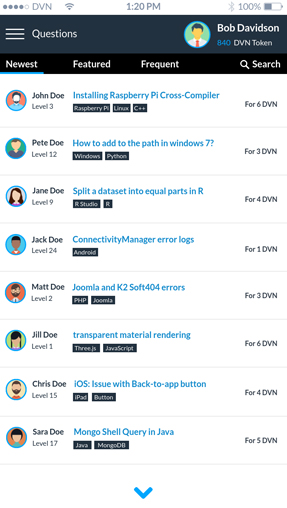 DVN 1:20 PM 100%
Questions
Bob Davidson
840 DVN Token
Newest Featured Frequent Search
John Doe
Level 3
Installing Raspberry Pi Cross-Compiler
Raspberry Pi Linux C++
For 6 DVN
Pete Doe
Level 12
How to add to the path in windows 7?
Windows Python
For 3 DVN
Jane Doe
Level 9
Split a dataset into equal parts in R
R Studio R
For 4 DVN
Jack Doe
Level 24
ConnectivityManager error logs
Android
For 1 DVN
Matt Doe
Level 2
Joomla and K2 Soft404 errors
PHP Joomla
For 3 DVN
Jill Doe
Level 1
transparent material rendering
Three.js JavaScript
For 6 DVN
Chris Doe
Level 15
iOS: Issue with Back-to-app button
iPad Button
For 4 DVN
Sara Doe
Level 17
Mongo Shell Query in Java
Java MongoDB
For 5 DVN